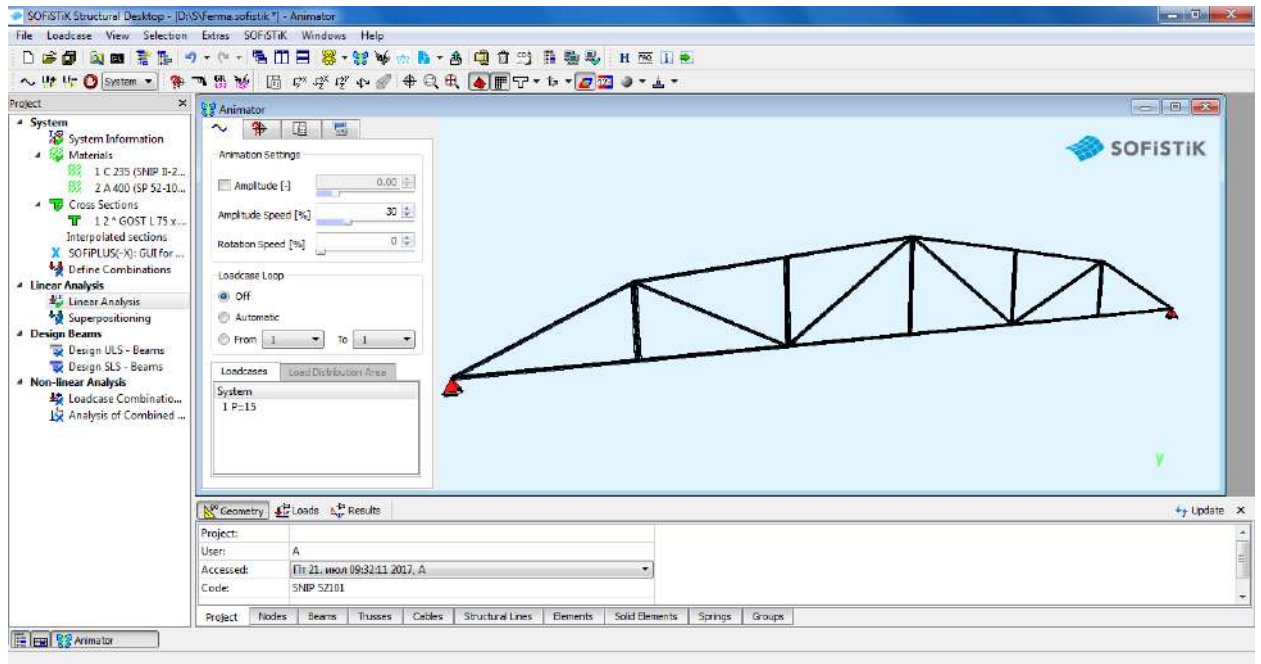 SOFiSTiK Structural Desktop - [D:\S\Ferma.sofistik *] - Animator
File Loadcase View Selection Extras SOFiSTiK Windows Help
System
Project
System
System Information
Materials
1 C 235 (SNIP II-2...
2 A 400 (SP 52-10...
Cross Sections
1 2 * GOST L 75 x ...
Interpolated sections
SOFiPLUS(-X): GUI for ...
Define Combinations
Linear Analysis
Linear Analysis
Superpositioning
Design Beams
Design ULS - Beams
Design SLS - Beams
Non-linear Analysis
Loadcase Combinatio...
Analysis of Combined ...
Animator
Animation Settings
Amplitude [-] 0.00
Amplitude Speed [%] 30
Rotation Speed [%] 0
Loadcase Loop
Off
Automatic
From 1 To 1
Loadcases Load Distribution Area
System
1 P=15
SOFiSTiK
y
Geometry Loads Results Update
Project:
User: A
Accessed: Пт 21. июл 09:32:11 2017, A
Code: SNIP 52101
Project Nodes Beams Trusses Cables Structural Lines Elements Solid Elements Springs Groups
Animator